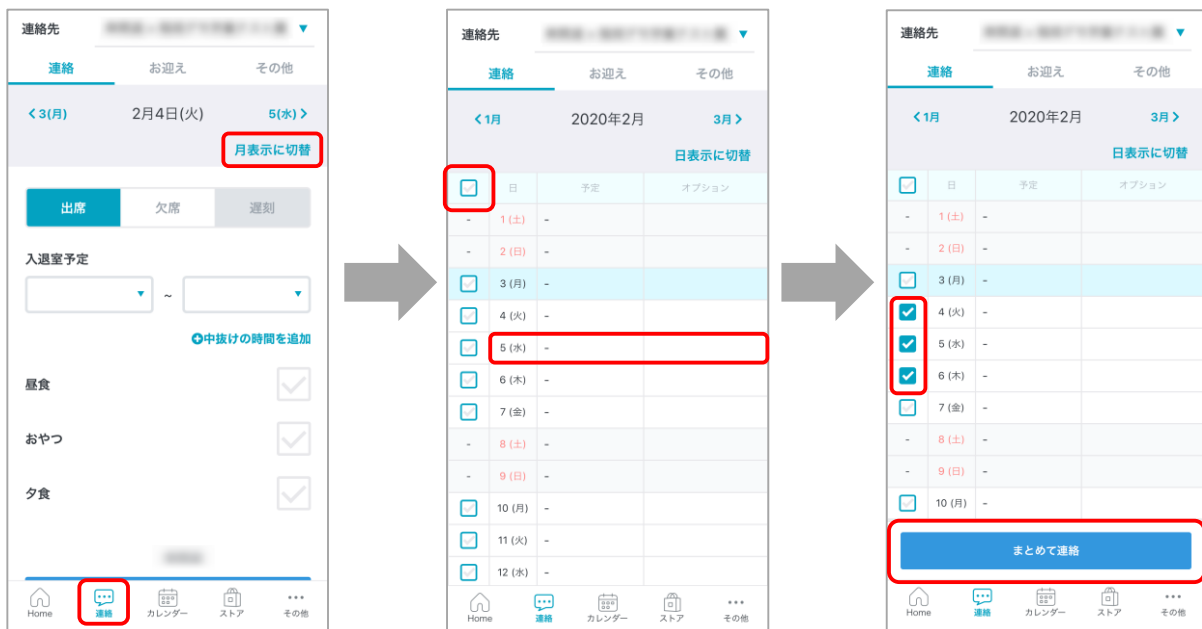 連絡先
連絡 お迎え その他
3(月) 2月4日(火) 5(水)
月表示に切替
出席 欠席 遅刻
入退室予定
~
中抜けの時間を追加
昼食
おやつ
夕食
Home 連絡 カレンダー ストア その他
連絡先
連絡 お迎え その他
1月 2020年2月 3月
日表示に切替
日 予定 オプション
- 1 (土) -
- 2 (日) -
3 (月) -
4 (火) -
5 (水) -
6 (木) -
7 (金) -
- 8 (土) -
- 9 (日) -
10 (月) -
11 (火) -
12 (水) -
Home 連絡 カレンダー ストア その他
連絡先
連絡 お迎え その他
1月 2020年2月 3月
日表示に切替
日 予定 オプション
- 1 (土) -
- 2 (日) -
3 (月) -
4 (火) -
5 (水) -
6 (木) -
7 (金) -
- 8 (土) -
- 9 (日) -
10 (月) -
まとめて連絡
Home 連絡 カレンダー ストア その他